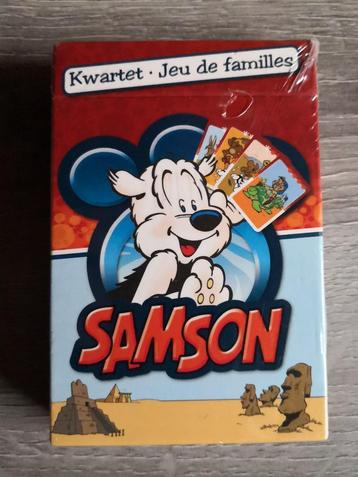 Kwartet · Jeu de familles
SAMSON